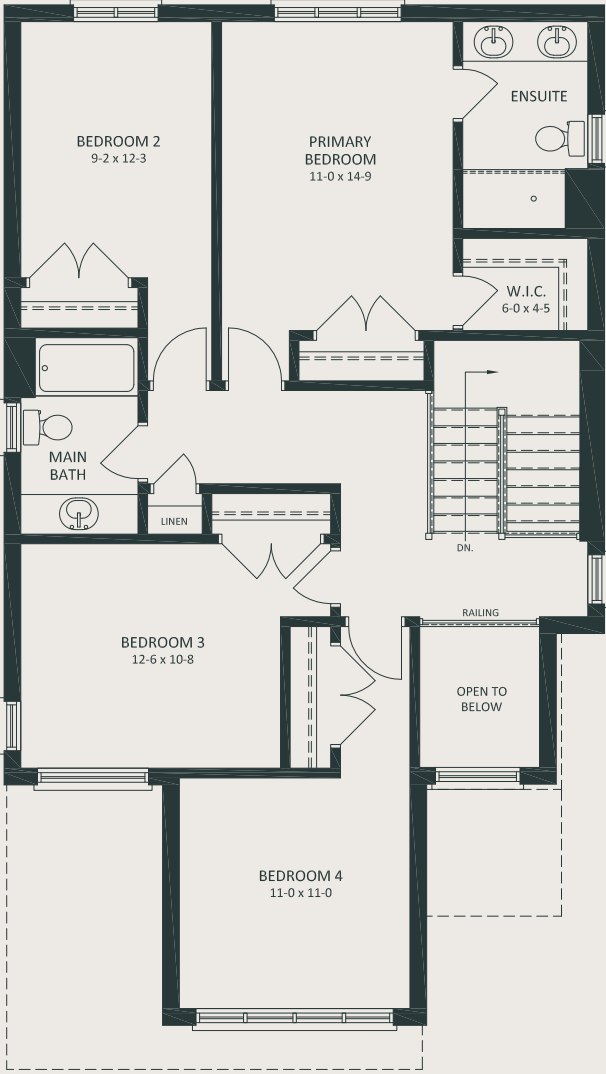 ENSUITE
BEDROOM 2
9-2 x 12-3
PRIMARY
BEDROOM
11-0 x 14-9
W.I.C.
6-0 x 4-5
MAIN
BATH
LINEN
DN.
RAILING
BEDROOM 3
12-6 x 10-8
OPEN TO
BELOW
BEDROOM 4
11-0 x 11-0